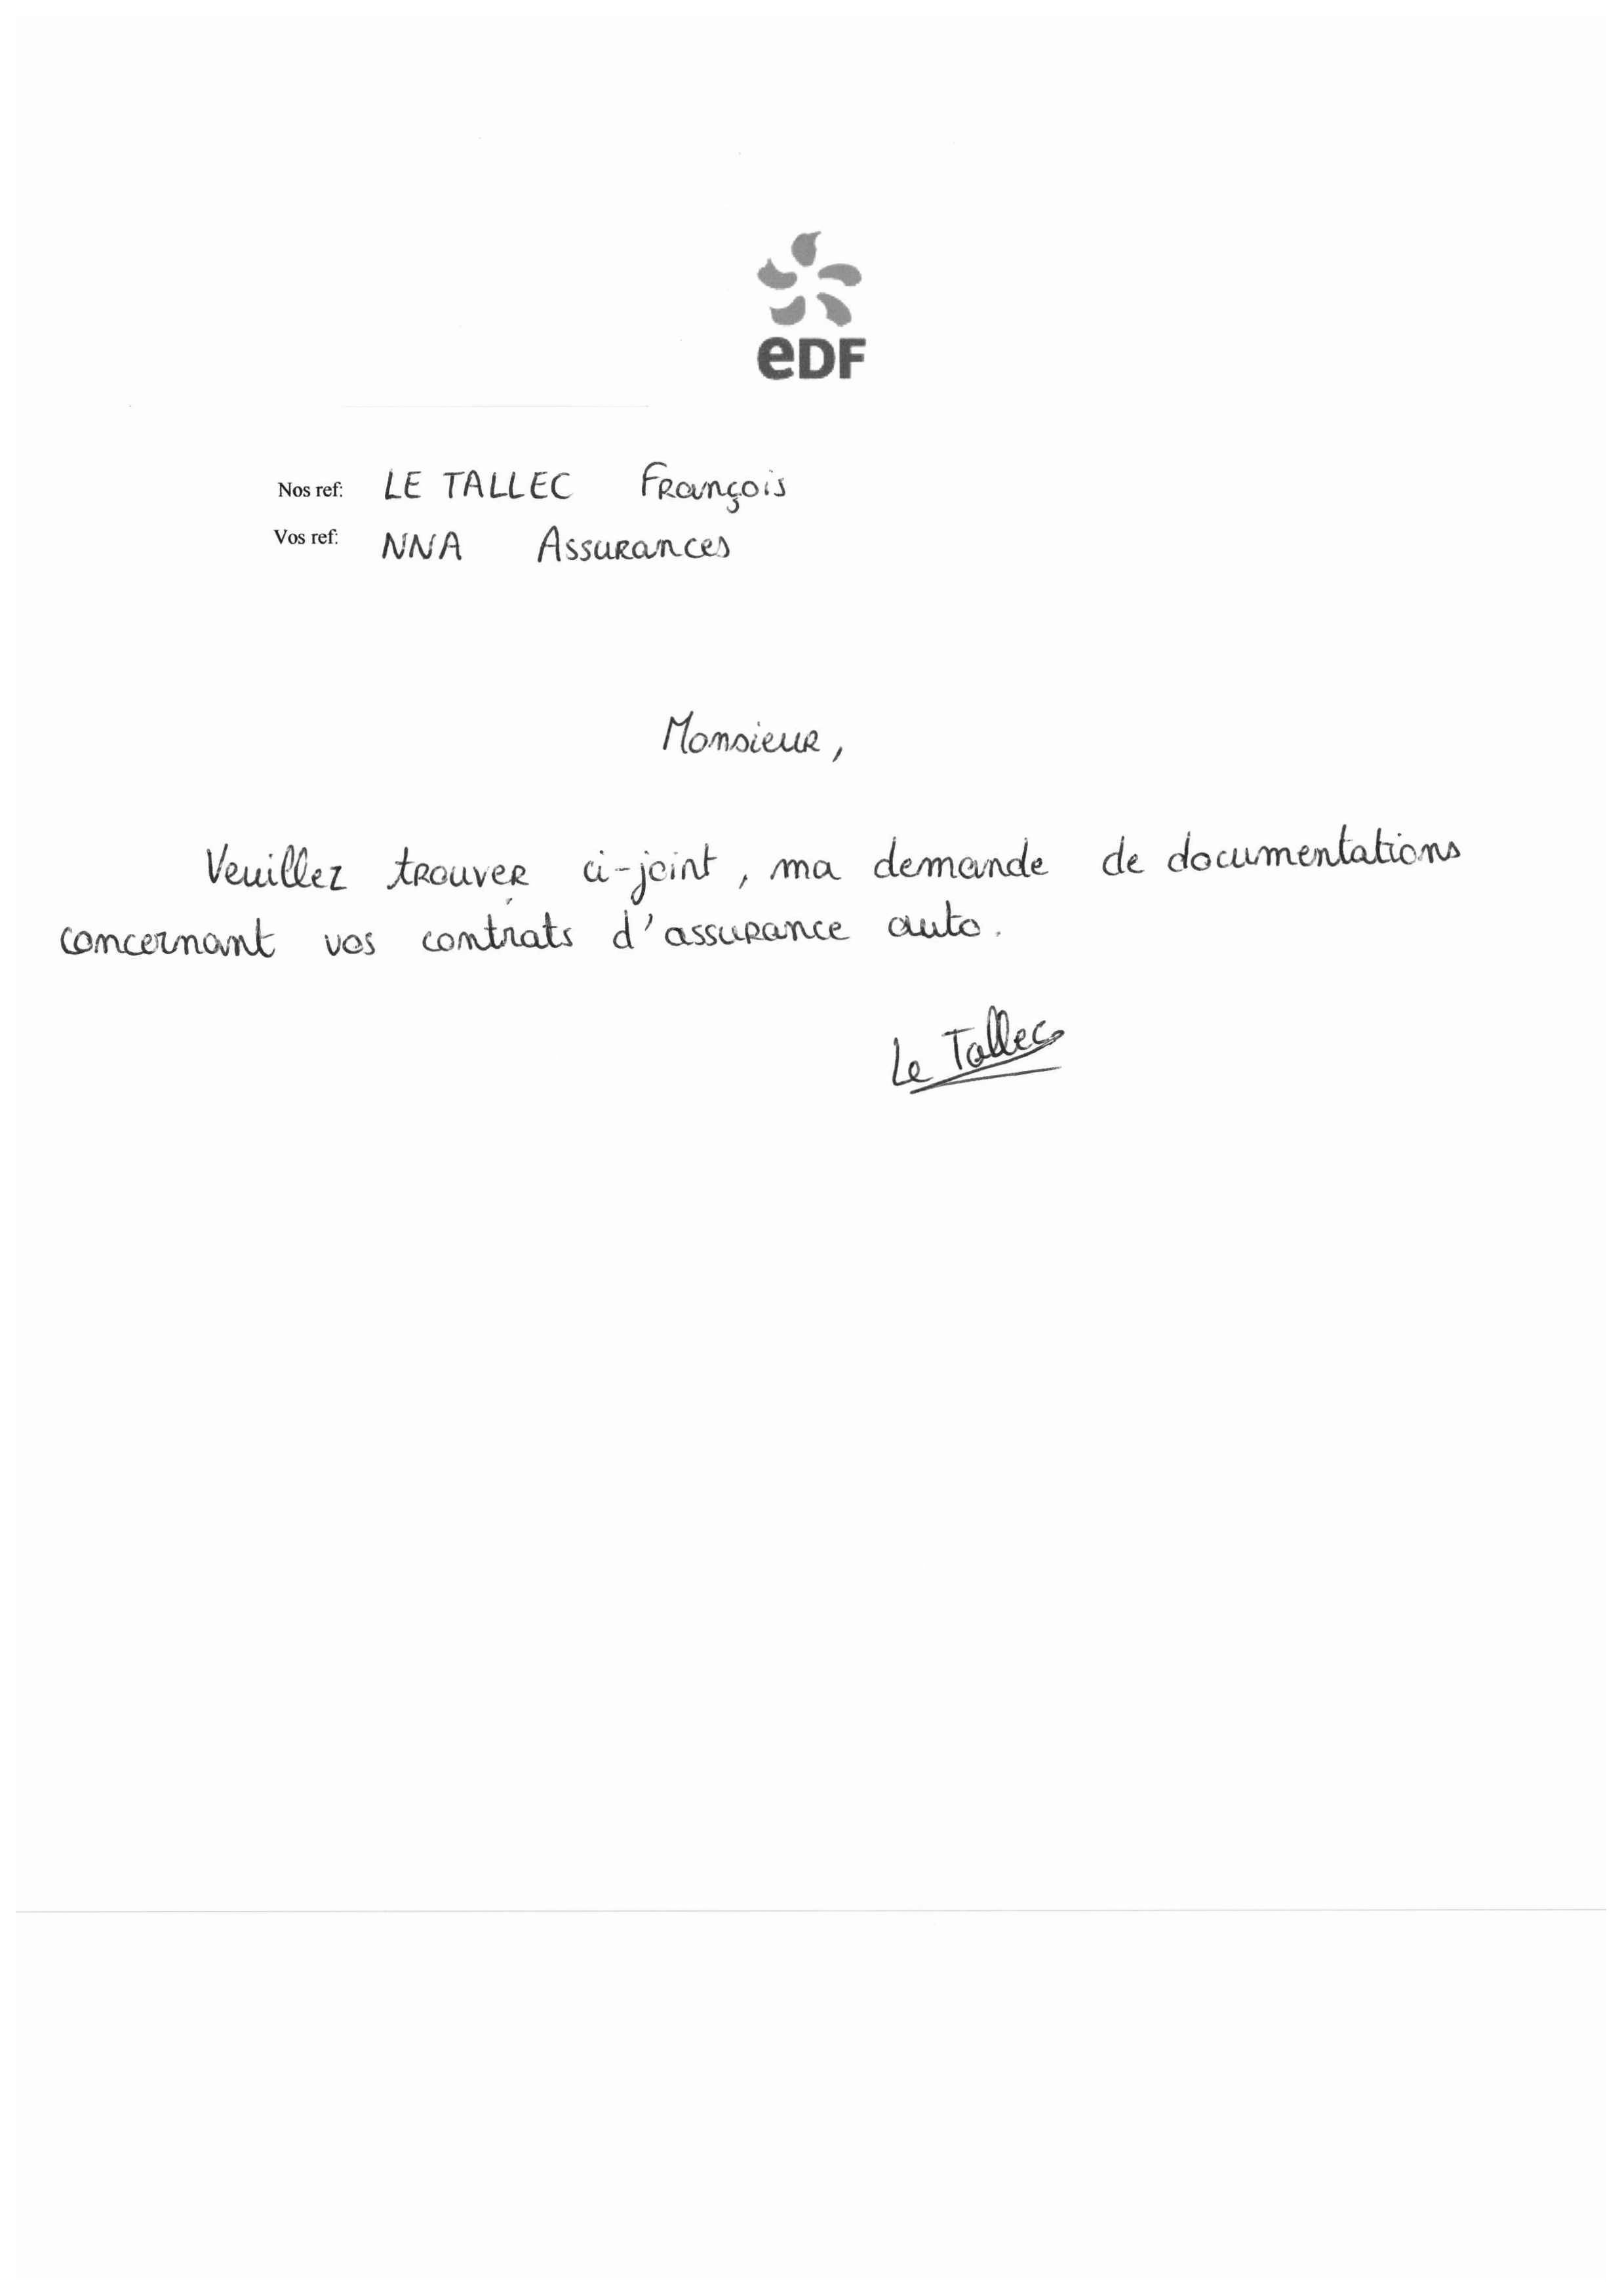 eDF
Nos ref: LE TALLEC François
Vos ref: NNA Assurances
Monsieur,
Veuillez trouver ci-joint, ma demande de documentations
concernant vos contrats d'assurance auto.
Le Tallec